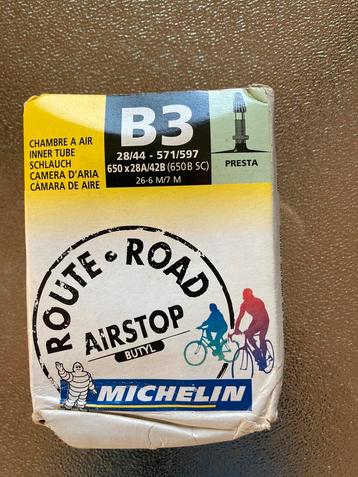 CHAMBRE A AIR
INNER TUBE
SCHLAUCH
CAMERA D'ARIA
CÂMARA DE AIRE
B3
28/44 - 571/597
650 x 28A/42B (650B SC)
26-6 M/7 M
PRESTA
ROUTE • ROAD
AIRSTOP
BUTYL
MICHELIN